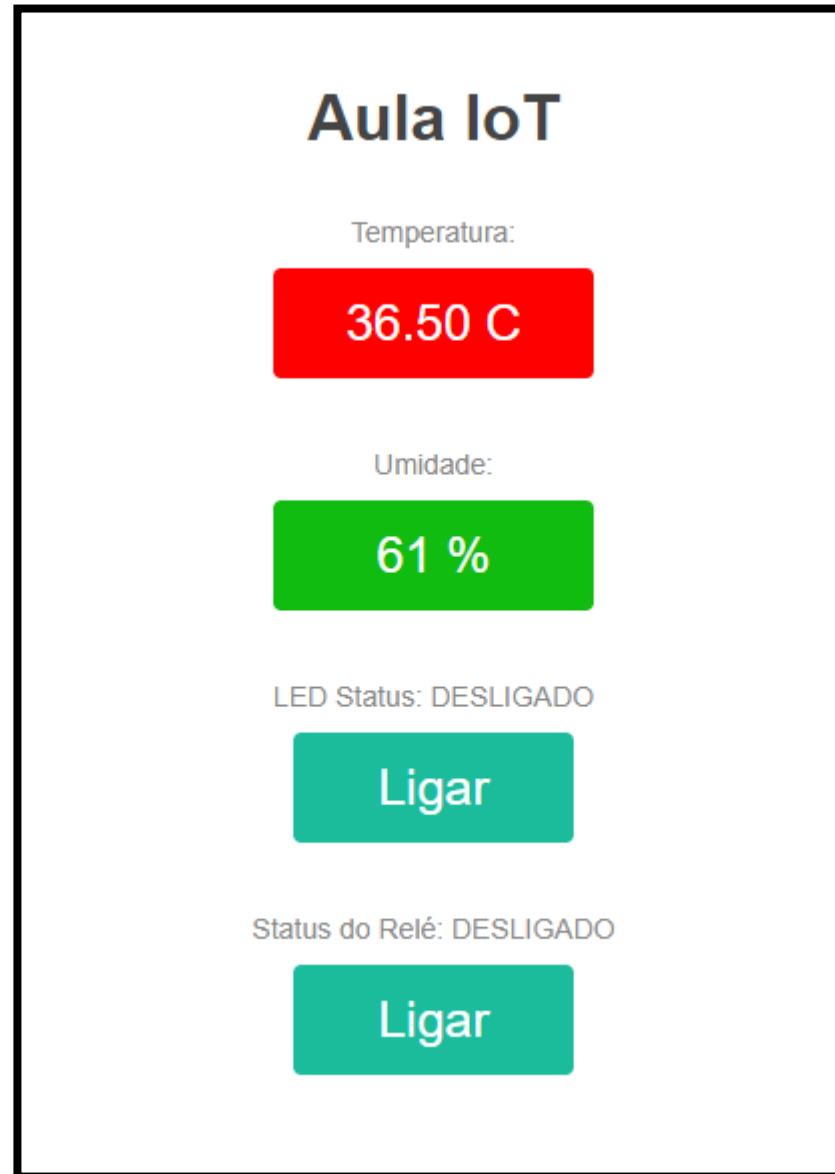 Aula IoT
Temperatura:
36.50 C
Umidade:
61 %
LED Status: DESLIGADO
Ligar
Status do Relé: DESLIGADO
Ligar